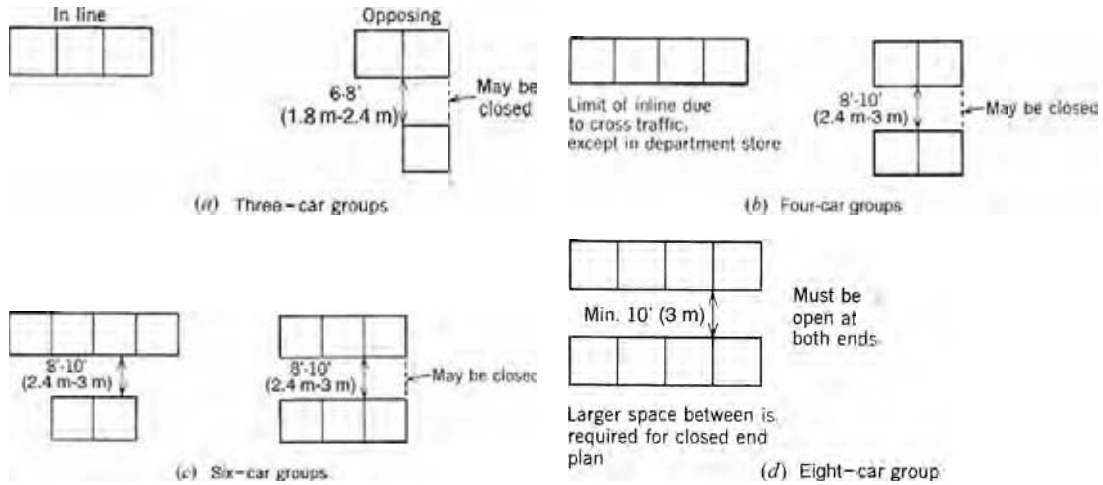 In line
Opposing
6-8'
(1.8 m-2.4 m)
May be
closed
(a) Three-car groups
Limit of inline due
to cross traffic,
except in department store
8'-10'
(2.4 m-3 m)
May be closed
(b) Four-car groups
8'-10'
(2.4 m-3 m)
8'-10'
(2.4 m-3 m)
May be closed
(c) Six-car groups
Min. 10' (3 m)
Must be
open at
both ends
Larger space between is
required for closed end
plan
(d) Eight-car group